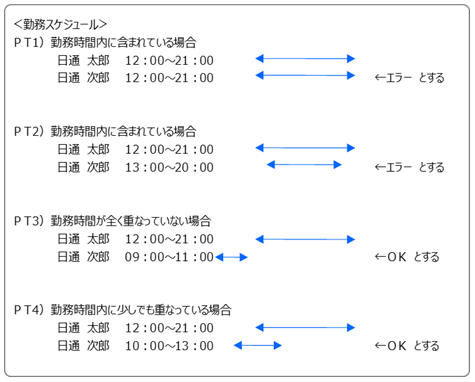 ＜勤務スケジュール＞
ＰＴ１）勤務時間内に含まれている場合
日通 太郎 １２：００～２１：００
日通 次郎 １２：００～２１：００ ←エラー とする
ＰＴ２）勤務時間内に含まれている場合
日通 太郎 １２：００～２１：００
日通 次郎 １３：００～２０：００ ←エラー とする
ＰＴ３）勤務時間が全く重なっていない場合
日通 太郎 １２：００～２１：００
日通 次郎 ０９：００～１１：００ ←ＯＫ とする
ＰＴ４）勤務時間内に少しでも重なっている場合
日通 太郎 １２：００～２１：００
日通 次郎 １０：００～１３：００ ←ＯＫ とする